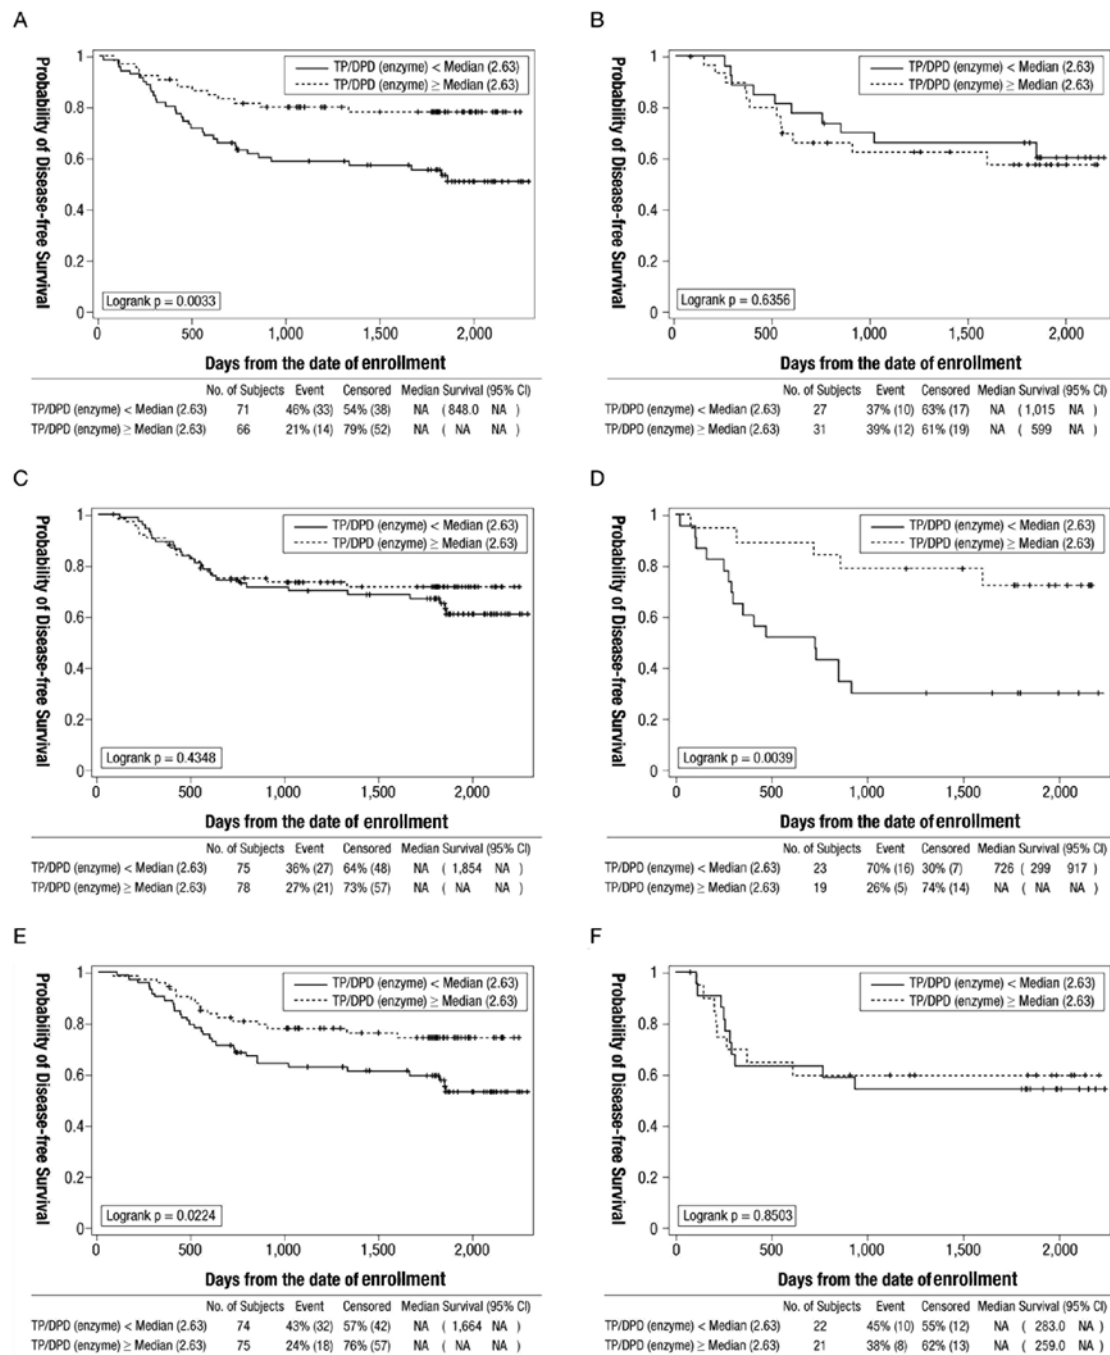 A
Probability of Disease-free Survival
1
0.8
0.6
0.4
0.2
0
TP/DPD (enzyme) < Median (2.63)
TP/DPD (enzyme) ≥ Median (2.63)
Logrank p = 0.0033
0 500 1,000 1,500 2,000
Days from the date of enrollment
No. of Subjects Event Censored Median Survival (95% CI)
TP/DPD (enzyme) < Median (2.63) 71 46% (33) 54% (38) NA ( 848.0 NA )
TP/DPD (enzyme) ≥ Median (2.63) 66 21% (14) 79% (52) NA ( NA NA )
B
Probability of Disease-free Survival
1
0.8
0.6
0.4
0.2
0
TP/DPD (enzyme) < Median (2.63)
TP/DPD (enzyme) ≥ Median (2.63)
Logrank p = 0.6356
0 500 1,000 1,500 2,000
Days from the date of enrollment
No. of Subjects Event Censored Median Survival (95% CI)
TP/DPD (enzyme) < Median (2.63) 27 37% (10) 63% (17) NA ( 1,015 NA )
TP/DPD (enzyme) ≥ Median (2.63) 31 39% (12) 61% (19) NA ( 599 NA )
C
Probability of Disease-free Survival
1
0.8
0.6
0.4
0.2
0
TP/DPD (enzyme) < Median (2.63)
TP/DPD (enzyme) ≥ Median (2.63)
Logrank p = 0.4348
0 500 1,000 1,500 2,000
Days from the date of enrollment
No. of Subjects Event Censored Median Survival (95% CI)
TP/DPD (enzyme) < Median (2.63) 75 36% (27) 64% (48) NA ( 1,854 NA )
TP/DPD (enzyme) ≥ Median (2.63) 78 27% (21) 73% (57) NA ( NA NA )
D
Probability of Disease-free Survival
1
0.8
0.6
0.4
0.2
0
TP/DPD (enzyme) < Median (2.63)
TP/DPD (enzyme) ≥ Median (2.63)
Logrank p = 0.0039
0 500 1,000 1,500 2,000
Days from the date of enrollment
No. of Subjects Event Censored Median Survival (95% CI)
TP/DPD (enzyme) < Median (2.63) 23 70% (16) 30% (7) 726 ( 299 917 )
TP/DPD (enzyme) ≥ Median (2.63) 19 26% (5) 74% (14) NA ( NA NA )
E
Probability of Disease-free Survival
1
0.8
0.6
0.4
0.2
0
TP/DPD (enzyme) < Median (2.63)
TP/DPD (enzyme) ≥ Median (2.63)
Logrank p = 0.0224
0 500 1,000 1,500 2,000
Days from the date of enrollment
No. of Subjects Event Censored Median Survival (95% CI)
TP/DPD (enzyme) < Median (2.63) 74 43% (32) 57% (42) NA ( 1,664 NA )
TP/DPD (enzyme) ≥ Median (2.63) 75 24% (18) 76% (57) NA ( NA NA )
F
Probability of Disease-free Survival
1
0.8
0.6
0.4
0.2
0
TP/DPD (enzyme) < Median (2.63)
TP/DPD (enzyme) ≥ Median (2.63)
Logrank p = 0.8503
0 500 1,000 1,500 2,000
Days from the date of enrollment
No. of Subjects Event Censored Median Survival (95% CI)
TP/DPD (enzyme) < Median (2.63) 22 45% (10) 55% (12) NA ( 283.0 NA )
TP/DPD (enzyme) ≥ Median (2.63) 21 38% (8) 62% (13) NA ( 259.0 NA )